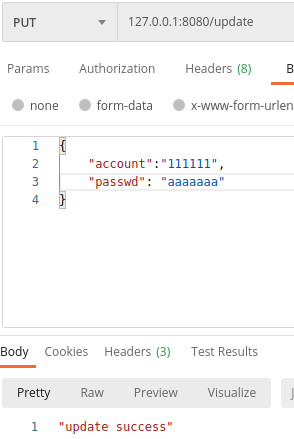 PUT 127.0.0.1:8080/update
Params Authorization Headers (8) B
none form-data x-www-form-urlen
1 {
2 "account":"111111",
3 "passwd": "aaaaaaa"
4 }
Body Cookies Headers (3) Test Results
Pretty Raw Preview Visualize J
1 "update success"